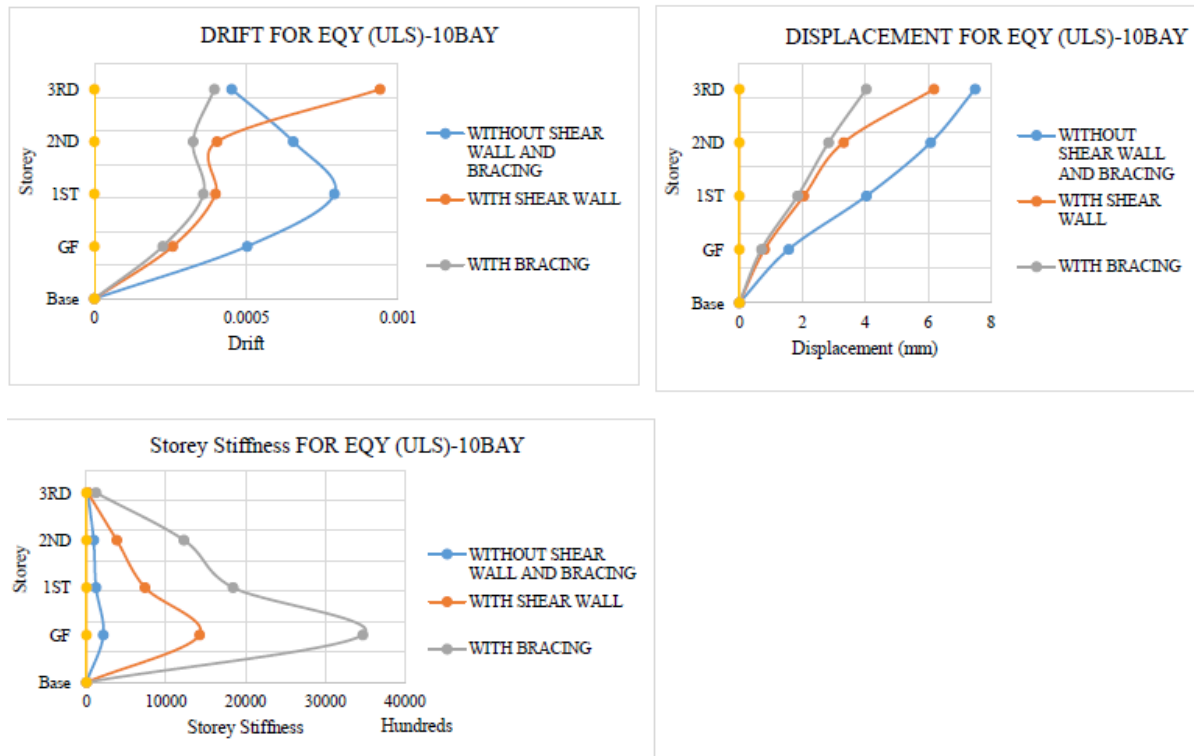 DRIFT FOR EQY (ULS)-10BAY
3RD
2ND
1ST
GF
Base
Storey
0
0.0005
0.001
Drift
WITHOUT SHEAR
WALL AND
BRACING
WITH SHEAR WALL
WITH BRACING
DISPLACEMENT FOR EQY (ULS)-10BAY
3RD
2ND
1ST
GF
Base
Storey
0
2
4
6
8
Displacement (mm)
WITHOUT
SHEAR WALL
AND BRACING
WITH SHEAR
WALL
WITH BRACING
Storey Stiffness FOR EQY (ULS)-10BAY
3RD
2ND
1ST
GF
Base
Storey
0
10000
20000
30000
40000
Storey Stiffness
Hundreds
WITHOUT SHEAR
WALL AND BRACING
WITH SHEAR WALL
WITH BRACING